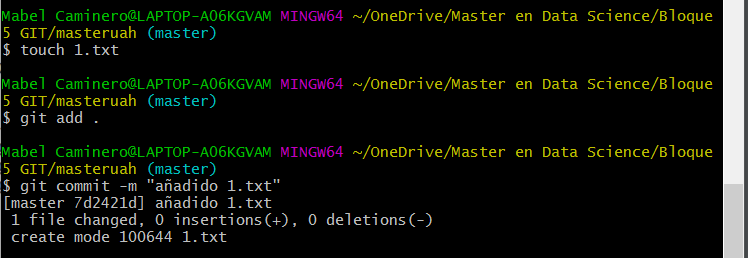 Mabel Caminero@LAPTOP-A06KGVAM MINGW64 ~/OneDrive/Master en Data Science/Bloque
5 GIT/masteruah (master)
$ touch 1.txt
Mabel Caminero@LAPTOP-A06KGVAM MINGW64 ~/OneDrive/Master en Data Science/Bloque
5 GIT/masteruah (master)
$ git add .
Mabel Caminero@LAPTOP-A06KGVAM MINGW64 ~/OneDrive/Master en Data Science/Bloque
5 GIT/masteruah (master)
$ git commit -m "añadido 1.txt"
[master 7d2421d] añadido 1.txt
1 file changed, 0 insertions(+), 0 deletions(-)
create mode 100644 1.txt